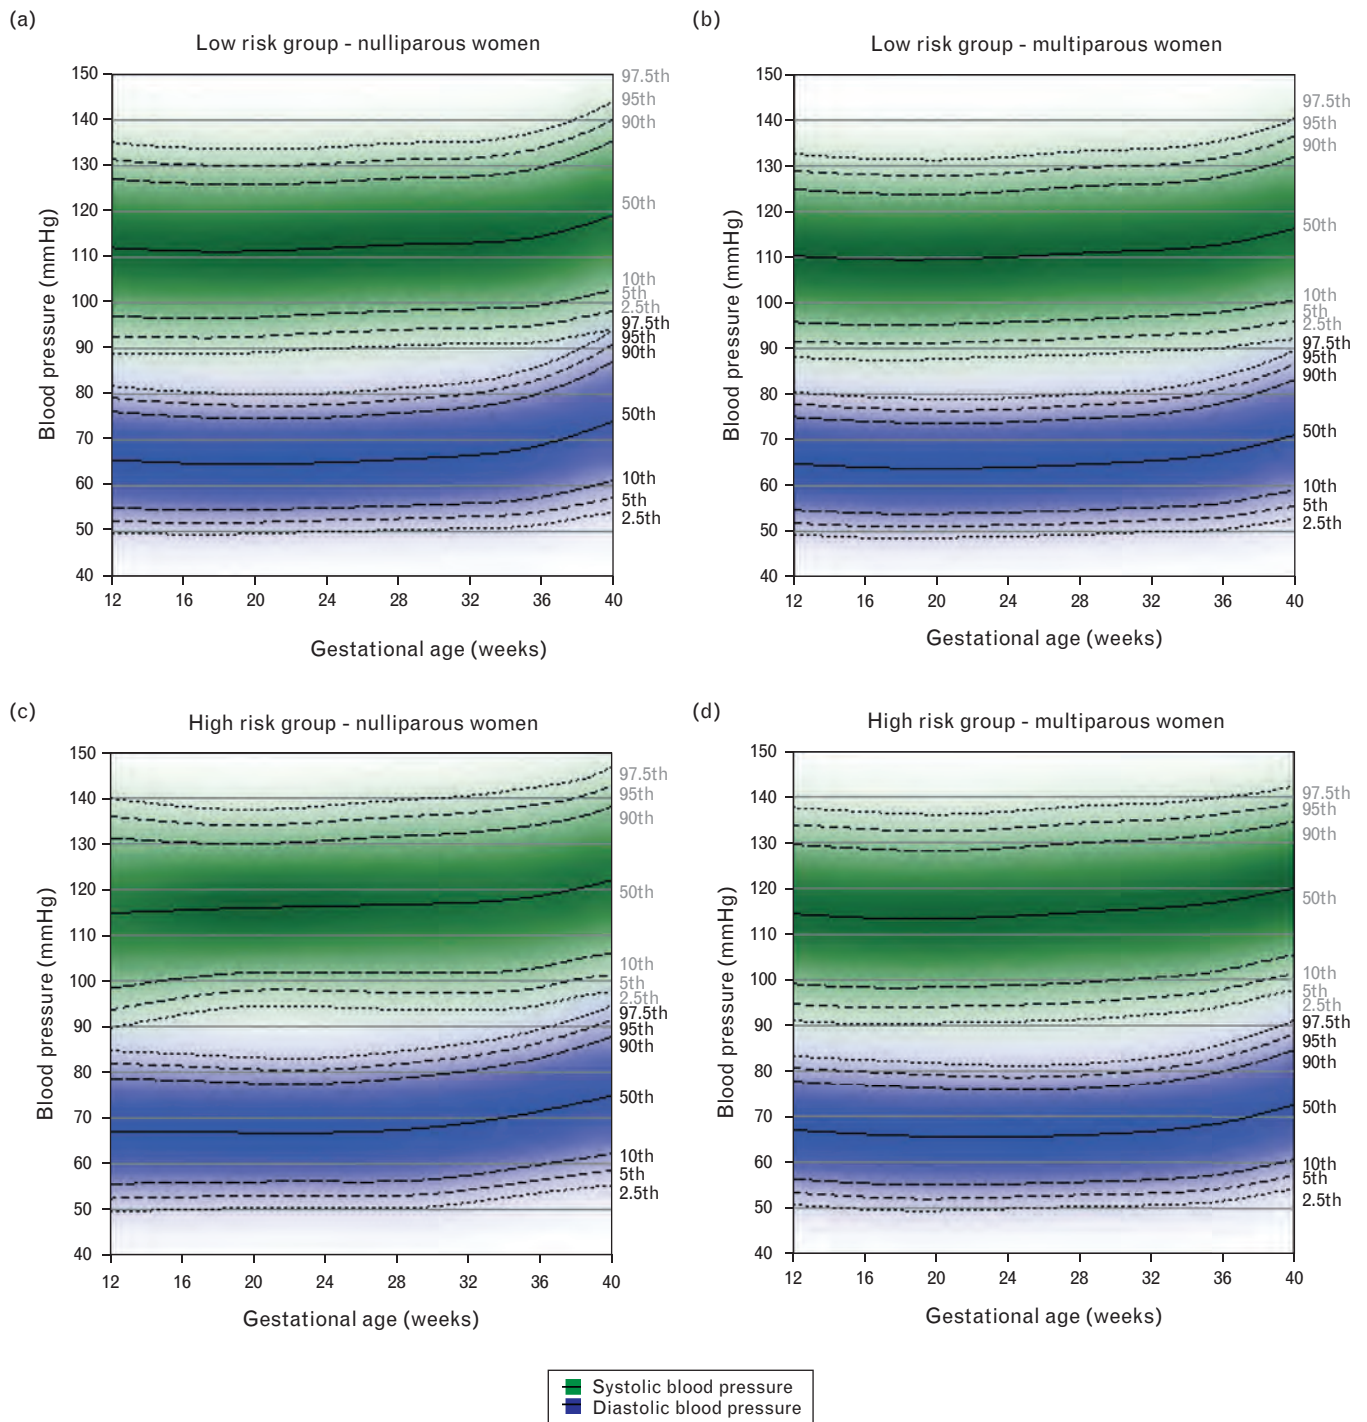 (a)
Low risk group - nulliparous women
Blood pressure (mmHg)
150
140
130
120
110
100
90
80
70
60
50
40
97.5th
95th
90th
50th
10th
5th
2.5th
97.5th
95th
90th
50th
10th
5th
2.5th
12 16 20 24 28 32 36 40
Gestational age (weeks)
(b)
Low risk group - multiparous women
Blood pressure (mmHg)
150
140
130
120
110
100
90
80
70
60
50
40
97.5th
95th
90th
50th
10th
5th
2.5th
97.5th
95th
90th
50th
10th
5th
2.5th
12 16 20 24 28 32 36 40
Gestational age (weeks)
(c)
High risk group - nulliparous women
Blood pressure (mmHg)
150
140
130
120
110
100
90
80
70
60
50
40
97.5th
95th
90th
50th
10th
5th
2.5th
97.5th
95th
90th
50th
10th
5th
2.5th
12 16 20 24 28 32 36 40
Gestational age (weeks)
(d)
High risk group - multiparous women
Blood pressure (mmHg)
150
140
130
120
110
100
90
80
70
60
50
40
97.5th
95th
90th
50th
10th
5th
2.5th
97.5th
95th
90th
50th
10th
5th
2.5th
12 16 20 24 28 32 36 40
Gestational age (weeks)
Systolic blood pressure
Diastolic blood pressure